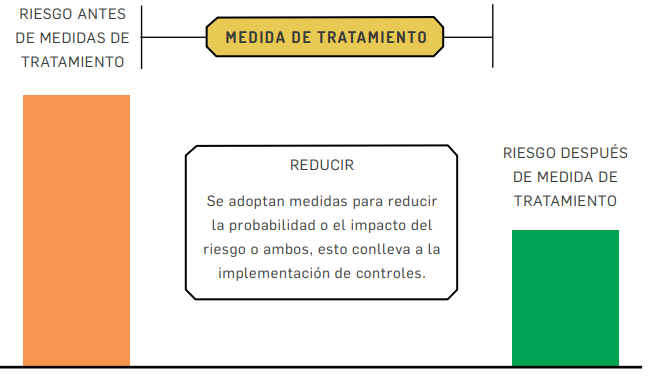 RIESGO ANTES
DE MEDIDAS DE
TRATAMIENTO
MEDIDA DE TRATAMIENTO
REDUCIR
Se adoptan medidas para reducir
la probabilidad o el impacto del
riesgo o ambos, esto conlleva a la
implementación de controles.
RIESGO DESPUÉS
DE MEDIDA DE
TRATAMIENTO